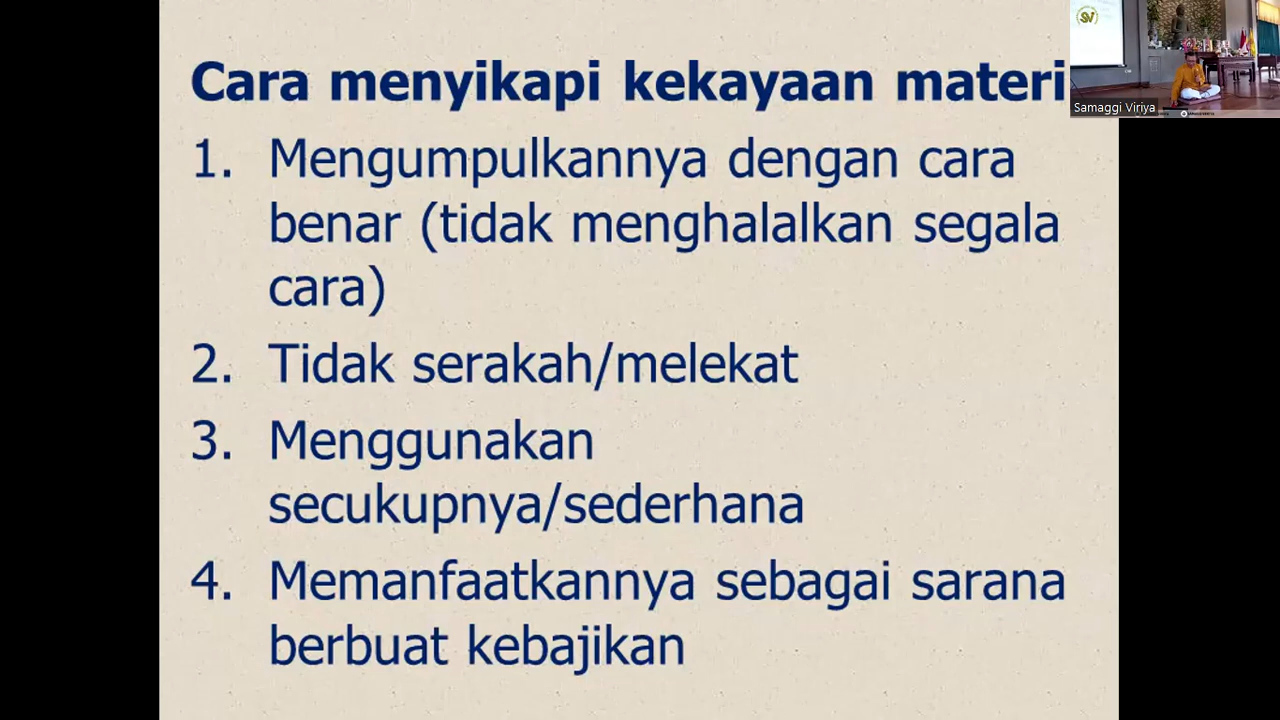 Cara menyikapi kekayaan materi
1. Mengumpulkannya dengan cara
benar (tidak menghalalkan segala
cara)
2. Tidak serakah/melekat
3. Menggunakan
secukupnya/sederhana
4. Memanfaatkannya sebagai sarana
berbuat kebajikan
SV
Samaggi Viriya